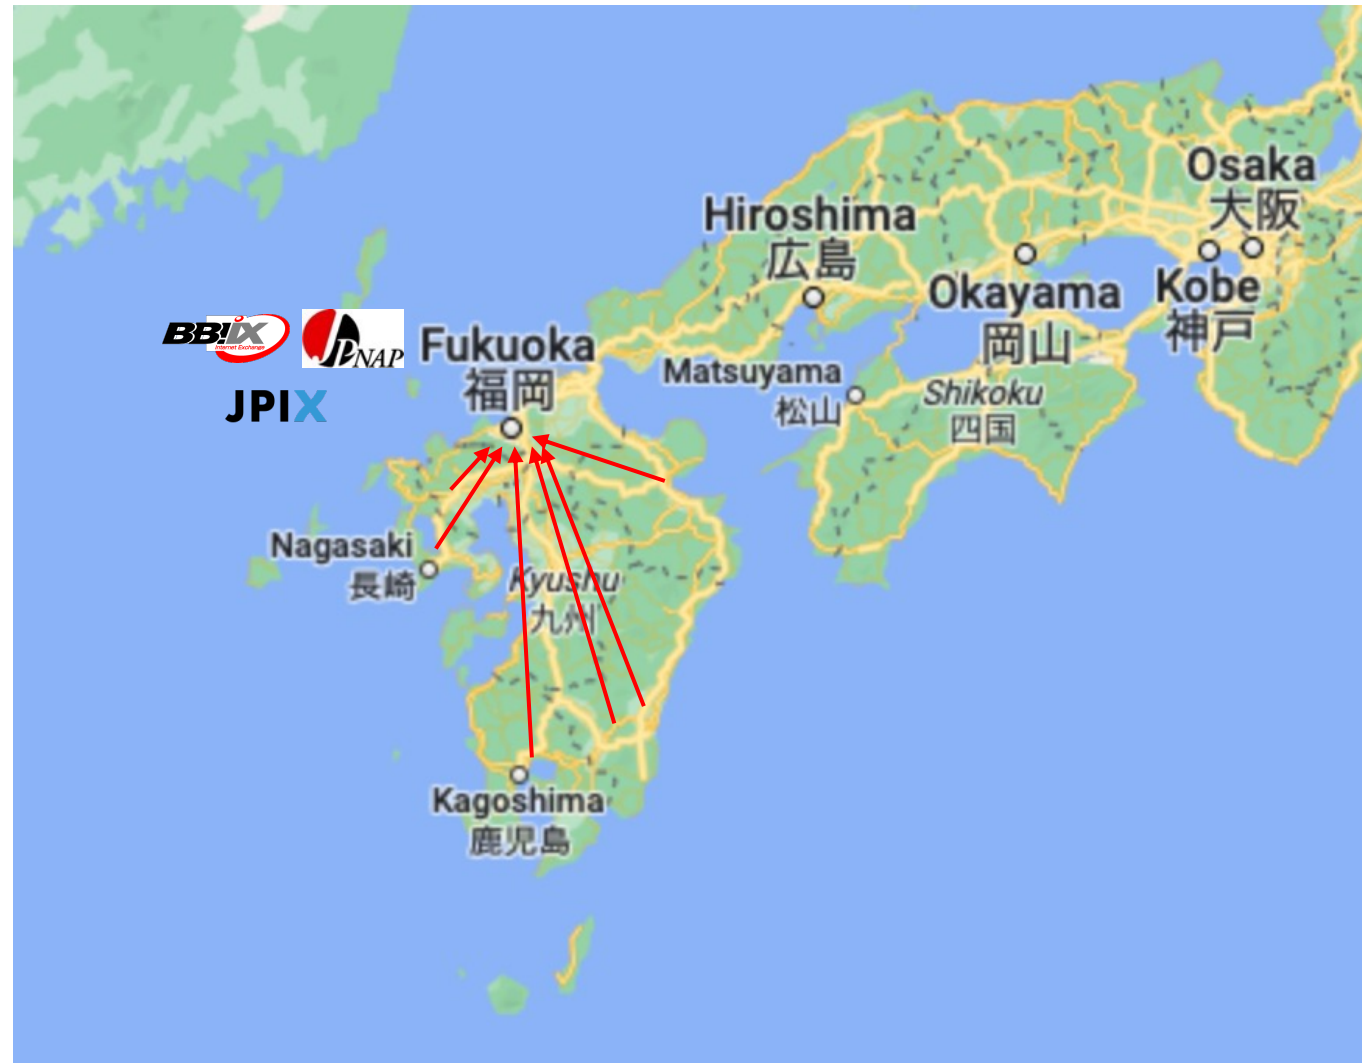 Osaka
大阪
Hiroshima
広島
Okayama
岡山
Kobe
神戸
BB!X
Internet Exchange
JPNAP
JPIX
Fukuoka
福岡
Matsuyama
松山
Shikoku
四国
Nagasaki
長崎
Kyushu
九州
Kagoshima
鹿児島